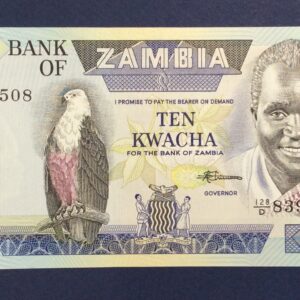 BANK OF ZAMBIA
508
I PROMISE TO PAY THE BEARER ON DEMAND
TEN
KWACHA
FOR THE BANK OF ZAMBIA
GOVERNOR
128/D 839